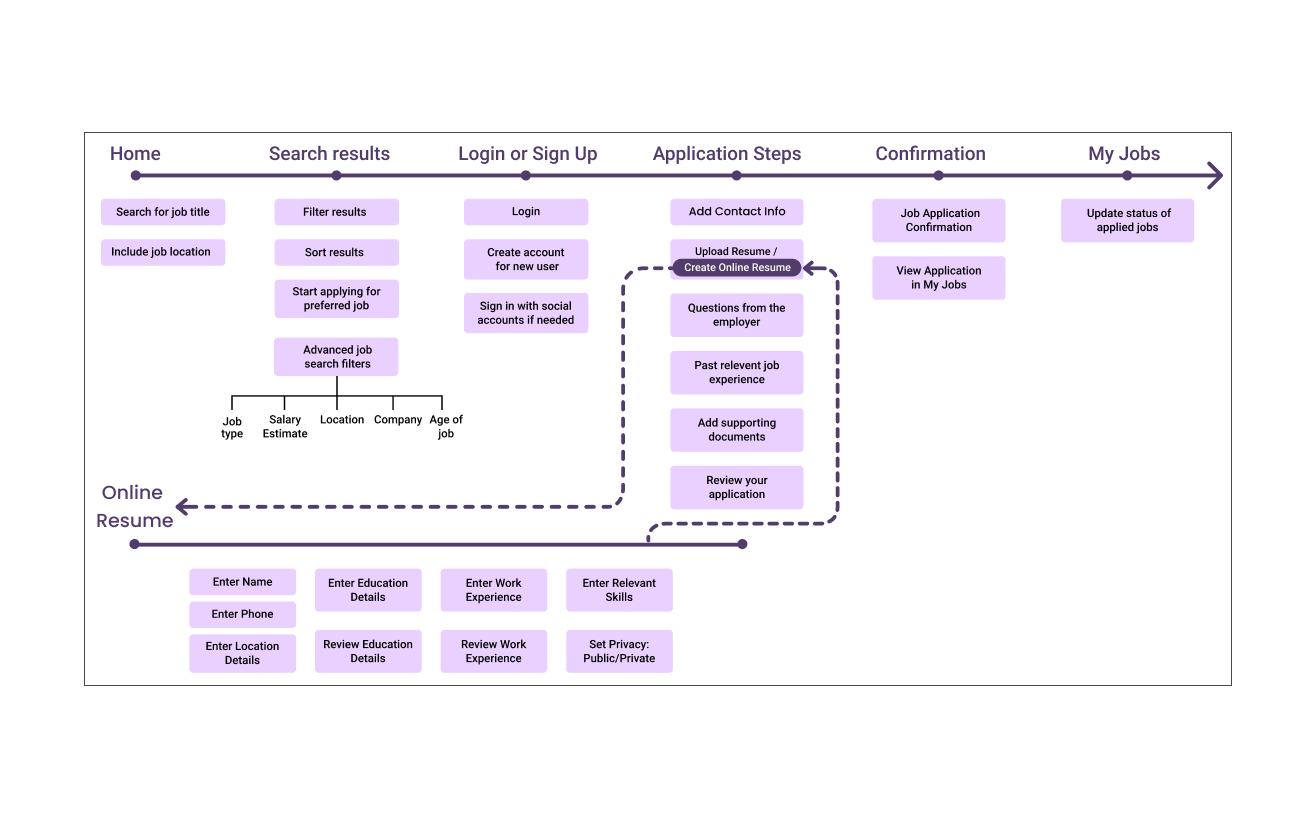 Home
Search results
Login or Sign Up
Application Steps
Confirmation
My Jobs
Search for job title
Include job location
Filter results
Sort results
Start applying for
preferred job
Advanced job
search filters
Job
type
Salary
Estimate
Location
Company
Age of
job
Login
Create account
for new user
Sign in with social
accounts if needed
Add Contact Info
Upload Resume /
Create Online Resume
Questions from the
employer
Past relevent job
experience
Add supporting
documents
Review your
application
Job Application
Confirmation
View Application
in My Jobs
Update status of
applied jobs
Online
Resume
Enter Name
Enter Phone
Enter Location
Details
Enter Education
Details
Review Education
Details
Enter Work
Experience
Review Work
Experience
Enter Relevant
Skills
Set Privacy:
Public/Private